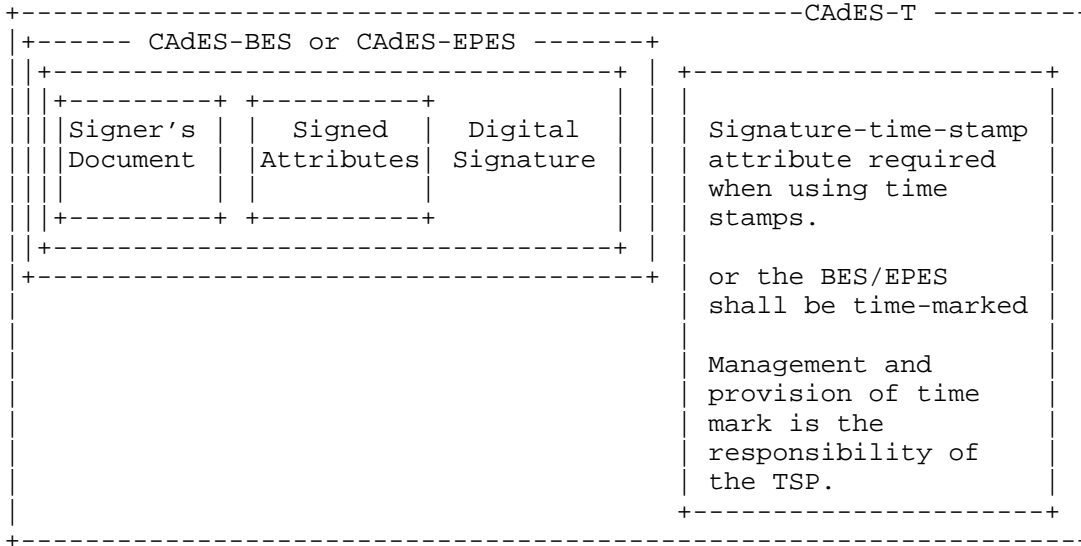 +-------------------------------------------------CAdES-T ----------
|+------ CAdES-BES or CAdES-EPES -------+
||+-----------------------------------+ | +----------------------+
|||+---------+ +----------+           | | |                      |
||||Signer's | |  Signed  |  Digital  | | | Signature-time-stamp |
||||Document | |Attributes| Signature | | | attribute required   |
||||         | |          |           | | | when using time      |
|||+---------+ +----------+           | | | stamps.              |
||+-----------------------------------+ | |                      |
|+--------------------------------------+ | or the BES/EPES      |
|                                         | shall be time-marked |
|                                         |                      |
|                                         | Management and       |
|                                         | provision of time    |
|                                         | mark is the          |
|                                         | responsibility of    |
|                                         | the TSP.             |
|                                         +----------------------+
+-------------------------------------------------------------------